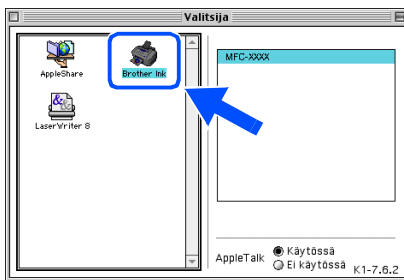 Valitsija
AppleShare
Brother Ink
LaserWriter 8
MFC-XXXX
AppleTalk
Käytössä
Ei käytössä
K1-7.6.2